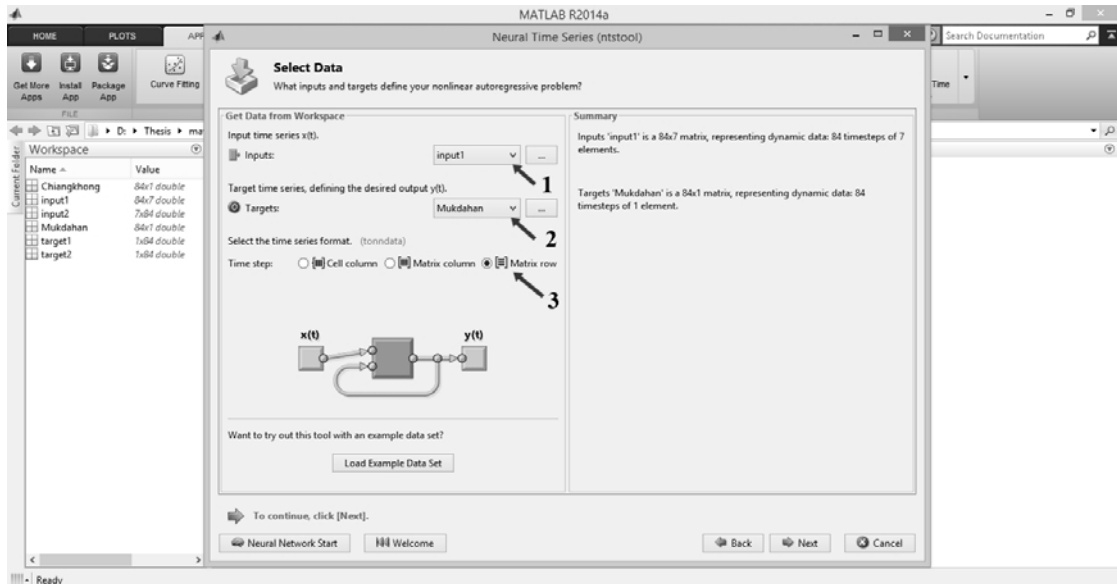 MATLAB R2014a
HOME PLOTS APP
Search Documentation
Get More Apps
Install App
Package App
Curve Fitting
Time
FILE
D: ▸ Thesis ▸ ma
Current Folder
Workspace
Name Value
Chiangkhong 84x1 double
input1 84x7 double
input2 7x84 double
Mukdahan 84x1 double
target1 1x84 double
target2 1x84 double
Neural Time Series (ntstool)
Select Data
What inputs and targets define your nonlinear autoregressive problem?
Get Data from Workspace
Input time series x(t).
Inputs: input1 ...
1
Target time series, defining the desired output y(t).
Targets: Mukdahan ...
2
Select the time series format. (tonndata)
Time step: Cell column Matrix column Matrix row
3
x(t) y(t)
Want to try out this tool with an example data set?
Load Example Data Set
Summary
Inputs 'input1' is a 84x7 matrix, representing dynamic data: 84 timesteps of 7
elements.
Targets 'Mukdahan' is a 84x1 matrix, representing dynamic data: 84
timesteps of 1 element.
To continue, click [Next].
Neural Network Start Welcome Back Next Cancel
Ready